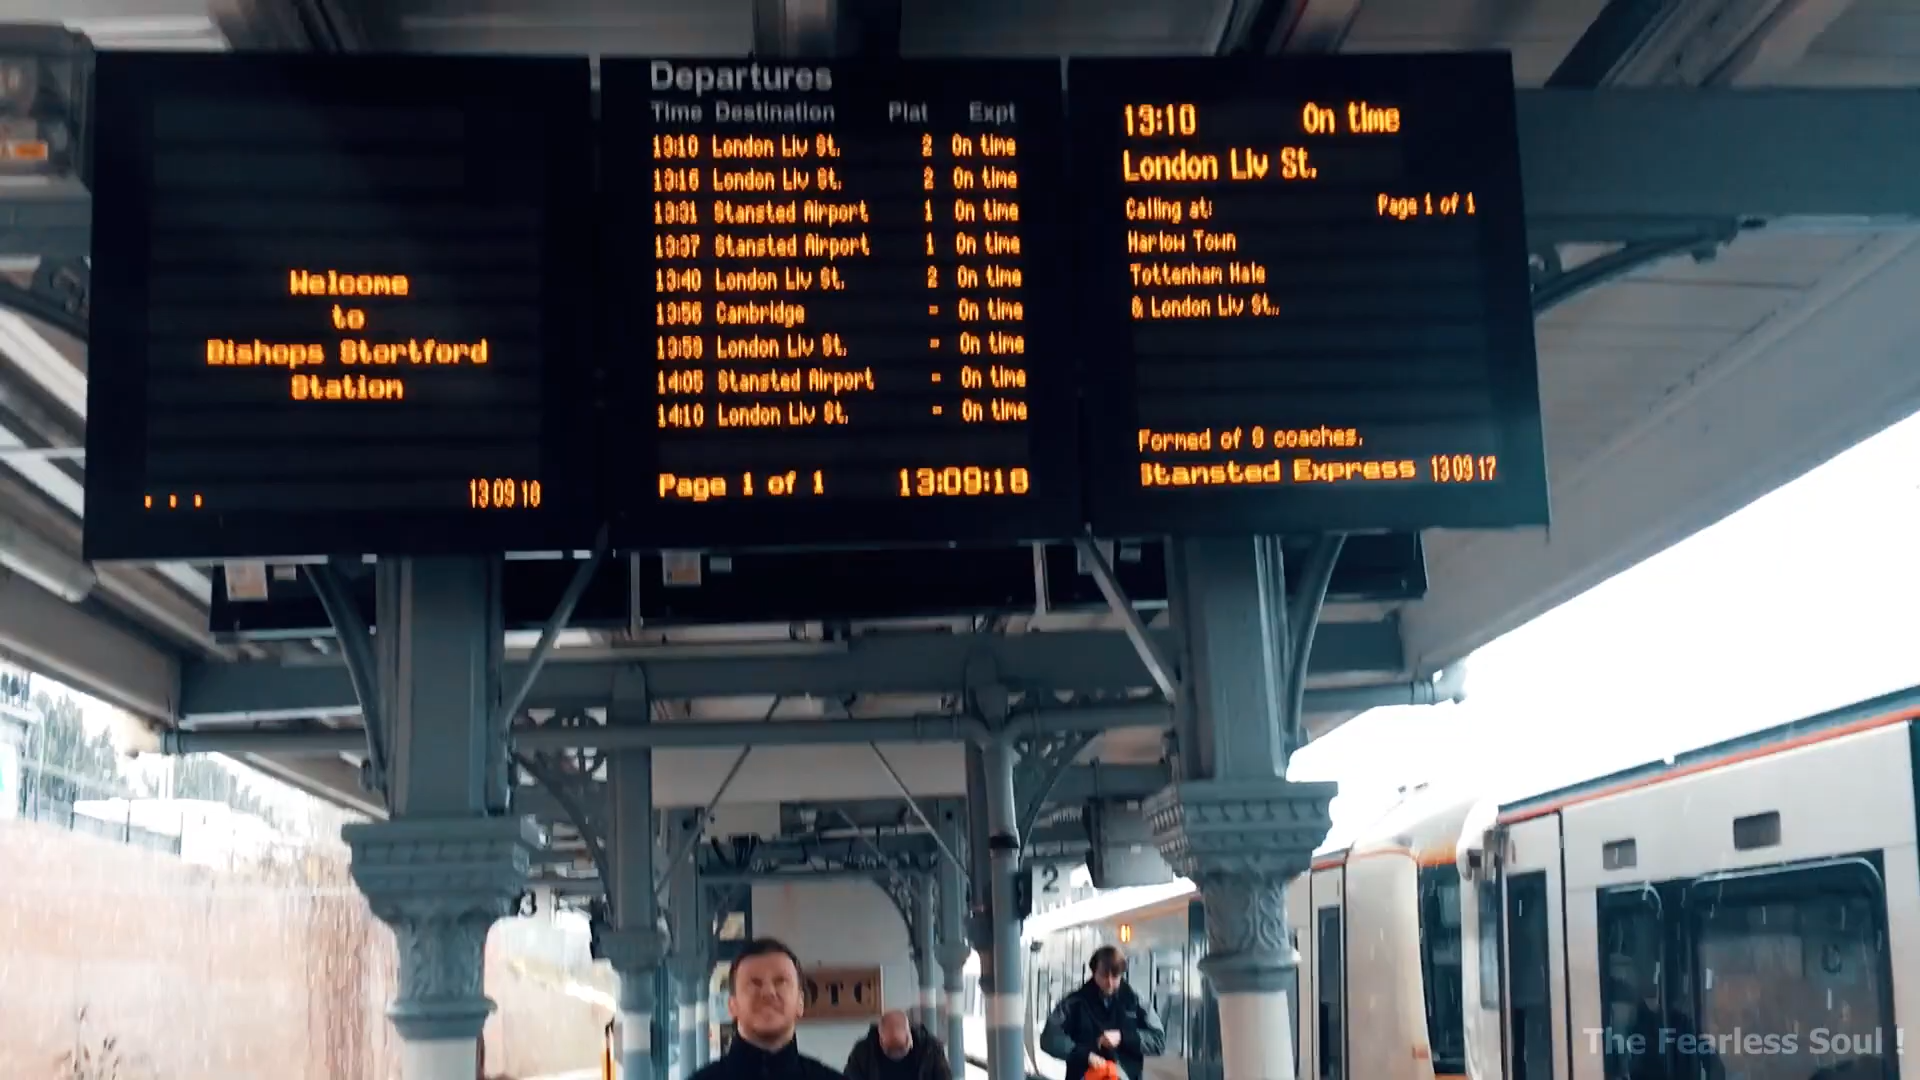 Welcome
to
Bishops Stortford
Station
. . .
13 09 18
Departures
Time Destination Plat Expt
13:10 London Liv St. 2 On time
13:16 London Liv St. 2 On time
13:31 Stansted Airport 1 On time
13:37 Stansted Airport 1 On time
13:40 London Liv St. 2 On time
13:56 Cambridge - On time
13:59 London Liv St. - On time
14:05 Stansted Airport - On time
14:10 London Liv St. - On time
Page 1 of 1 13:09:18
13:10 On time
London Liv St.
Calling at: Page 1 of 1
Harlow Town
Tottenham Hale
& London Liv St..
Formed of 8 coaches.
Stansted Express 13 09 17
3
2
The Fearless Soul !